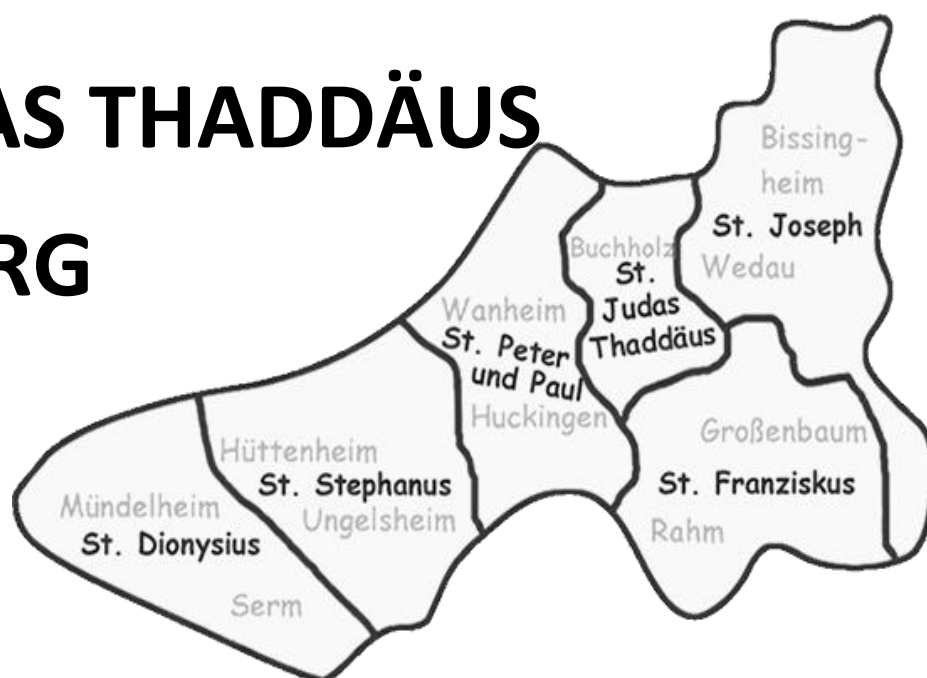 AS THADDÄUS
RG
Bissing-
heim
St. Joseph
Wedau
Buchholz
St.
Judas
Thaddäus
Wanheim
St. Peter
und Paul
Huckingen
Großenbaum
St. Franziskus
Rahm
Hüttenheim
St. Stephanus
Ungelsheim
Mündelheim
St. Dionysius
Serm